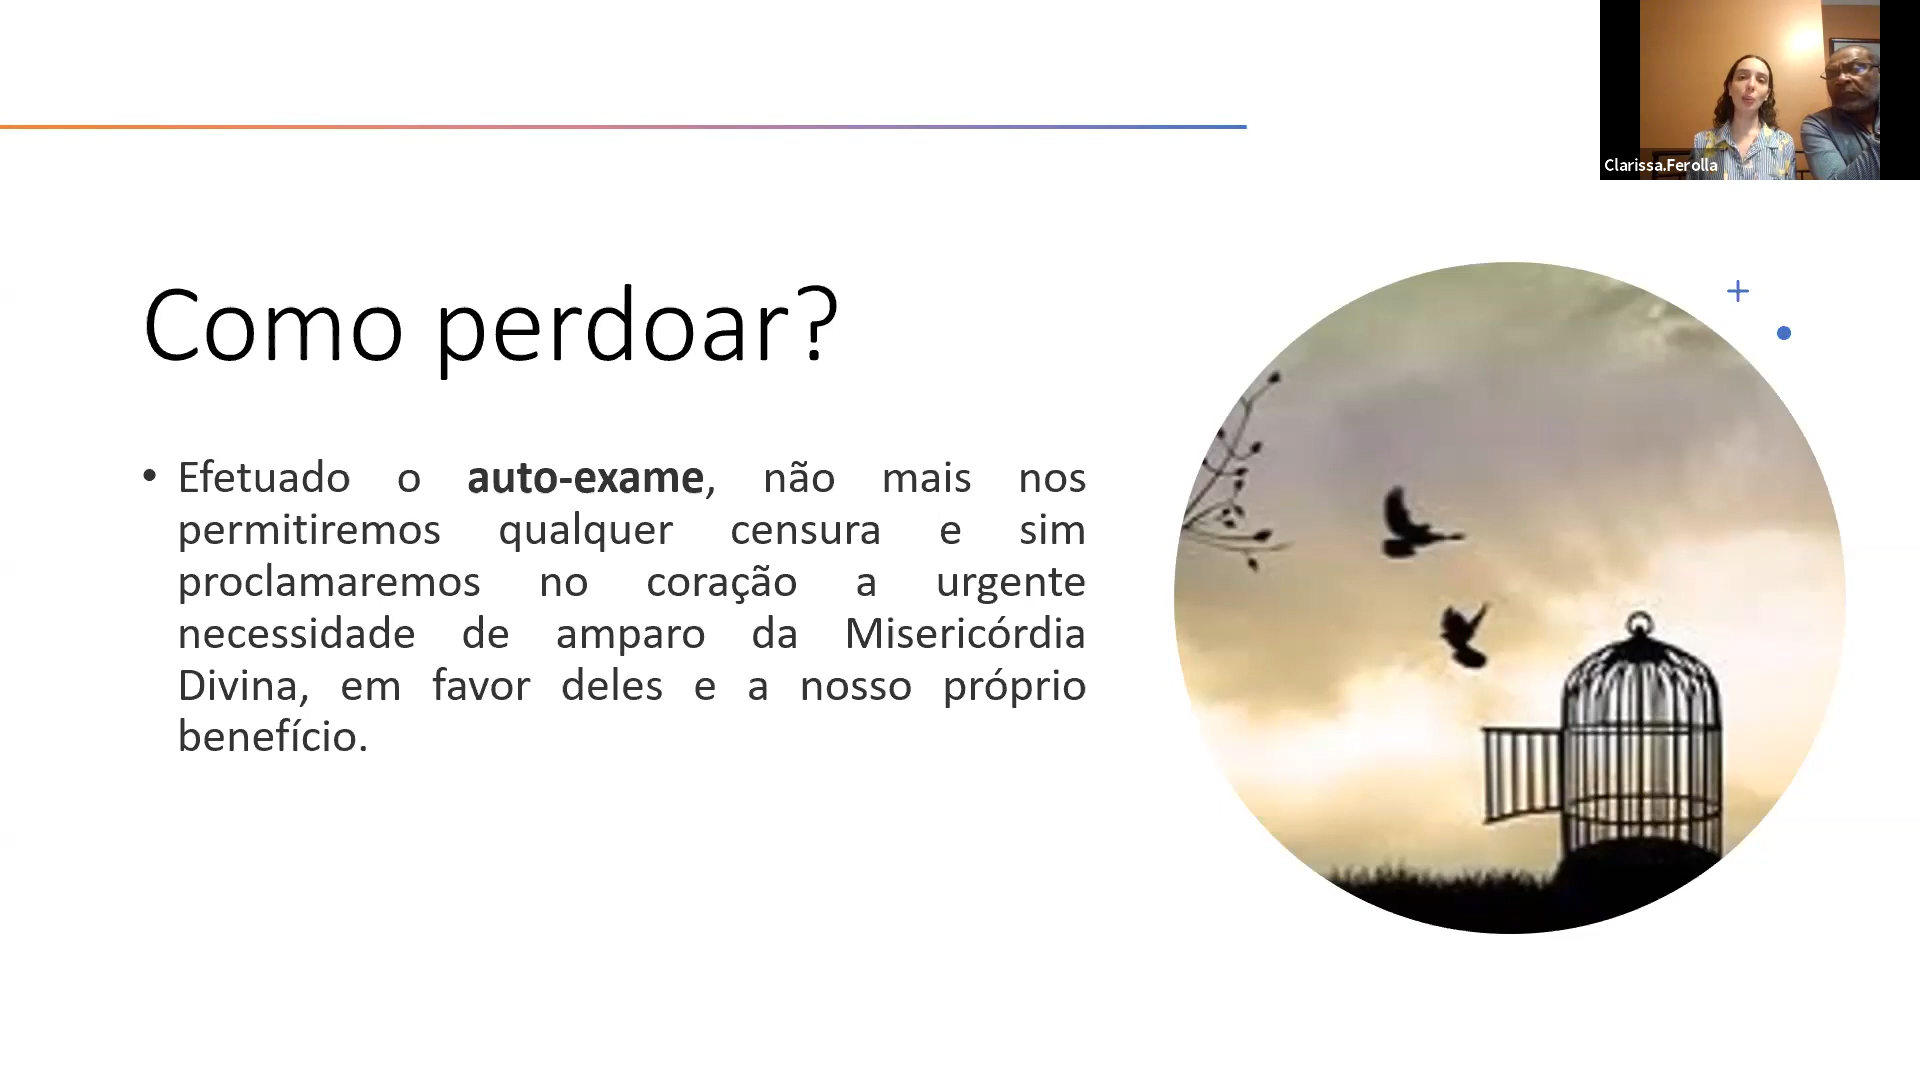 Clarissa.Ferolla
Como perdoar?
• Efetuado o auto-exame, não mais nos
permitiremos qualquer censura e sim
proclamaremos no coração a urgente
necessidade de amparo da Misericórdia
Divina, em favor deles e a nosso próprio
benefício.